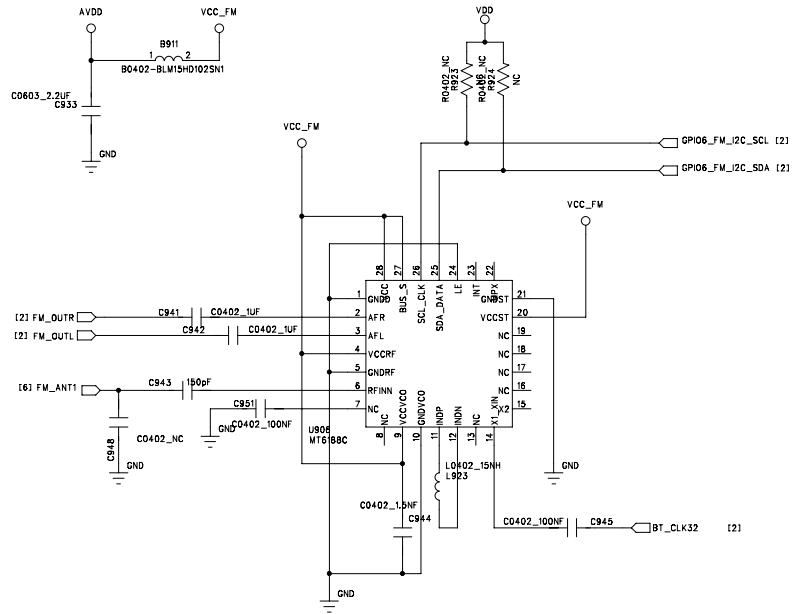 AVDD
VCC_FM
B911
1
2
B0402-BLM15HD102SN1
C0603_2.2UF
C933
GND
VDD
R0402_NC
R923
R0402_NC
R924
NC
GPIO6_FM_I2C_SCL [2]
GPIO6_FM_I2C_SDA [2]
VCC_FM
VCC_FM
28
27
26
25
24
23
22
VCC
BUS_S
SCL_CLK
SDA_DATA
LE
INT
1
GNDD
2
AFR
3
AFL
4
VCCRF
5
GNDRF
6
RFINN
7
NC
21
GNDST
20
VCCST
19
NC
18
NC
17
NC
16
NC
15
X2
[2] FM_OUTR
C941
C0402_1UF
[2] FM_OUTL
C942
C0402_1UF
[6] FM_ANT1
C943
150pF
C951
C0402_100NF
GND
C948
C0402_NC
GND
NC
VCCVCO
GNDVCO
INDP
INDN
NC
X1_XIN
8
9
10
11
12
13
14
U906
MT6188C
L0402_15NH
L923
GND
C0402_1.5NF
C944
C0402_100NF
C945
BT_CLK32 [2]
GND